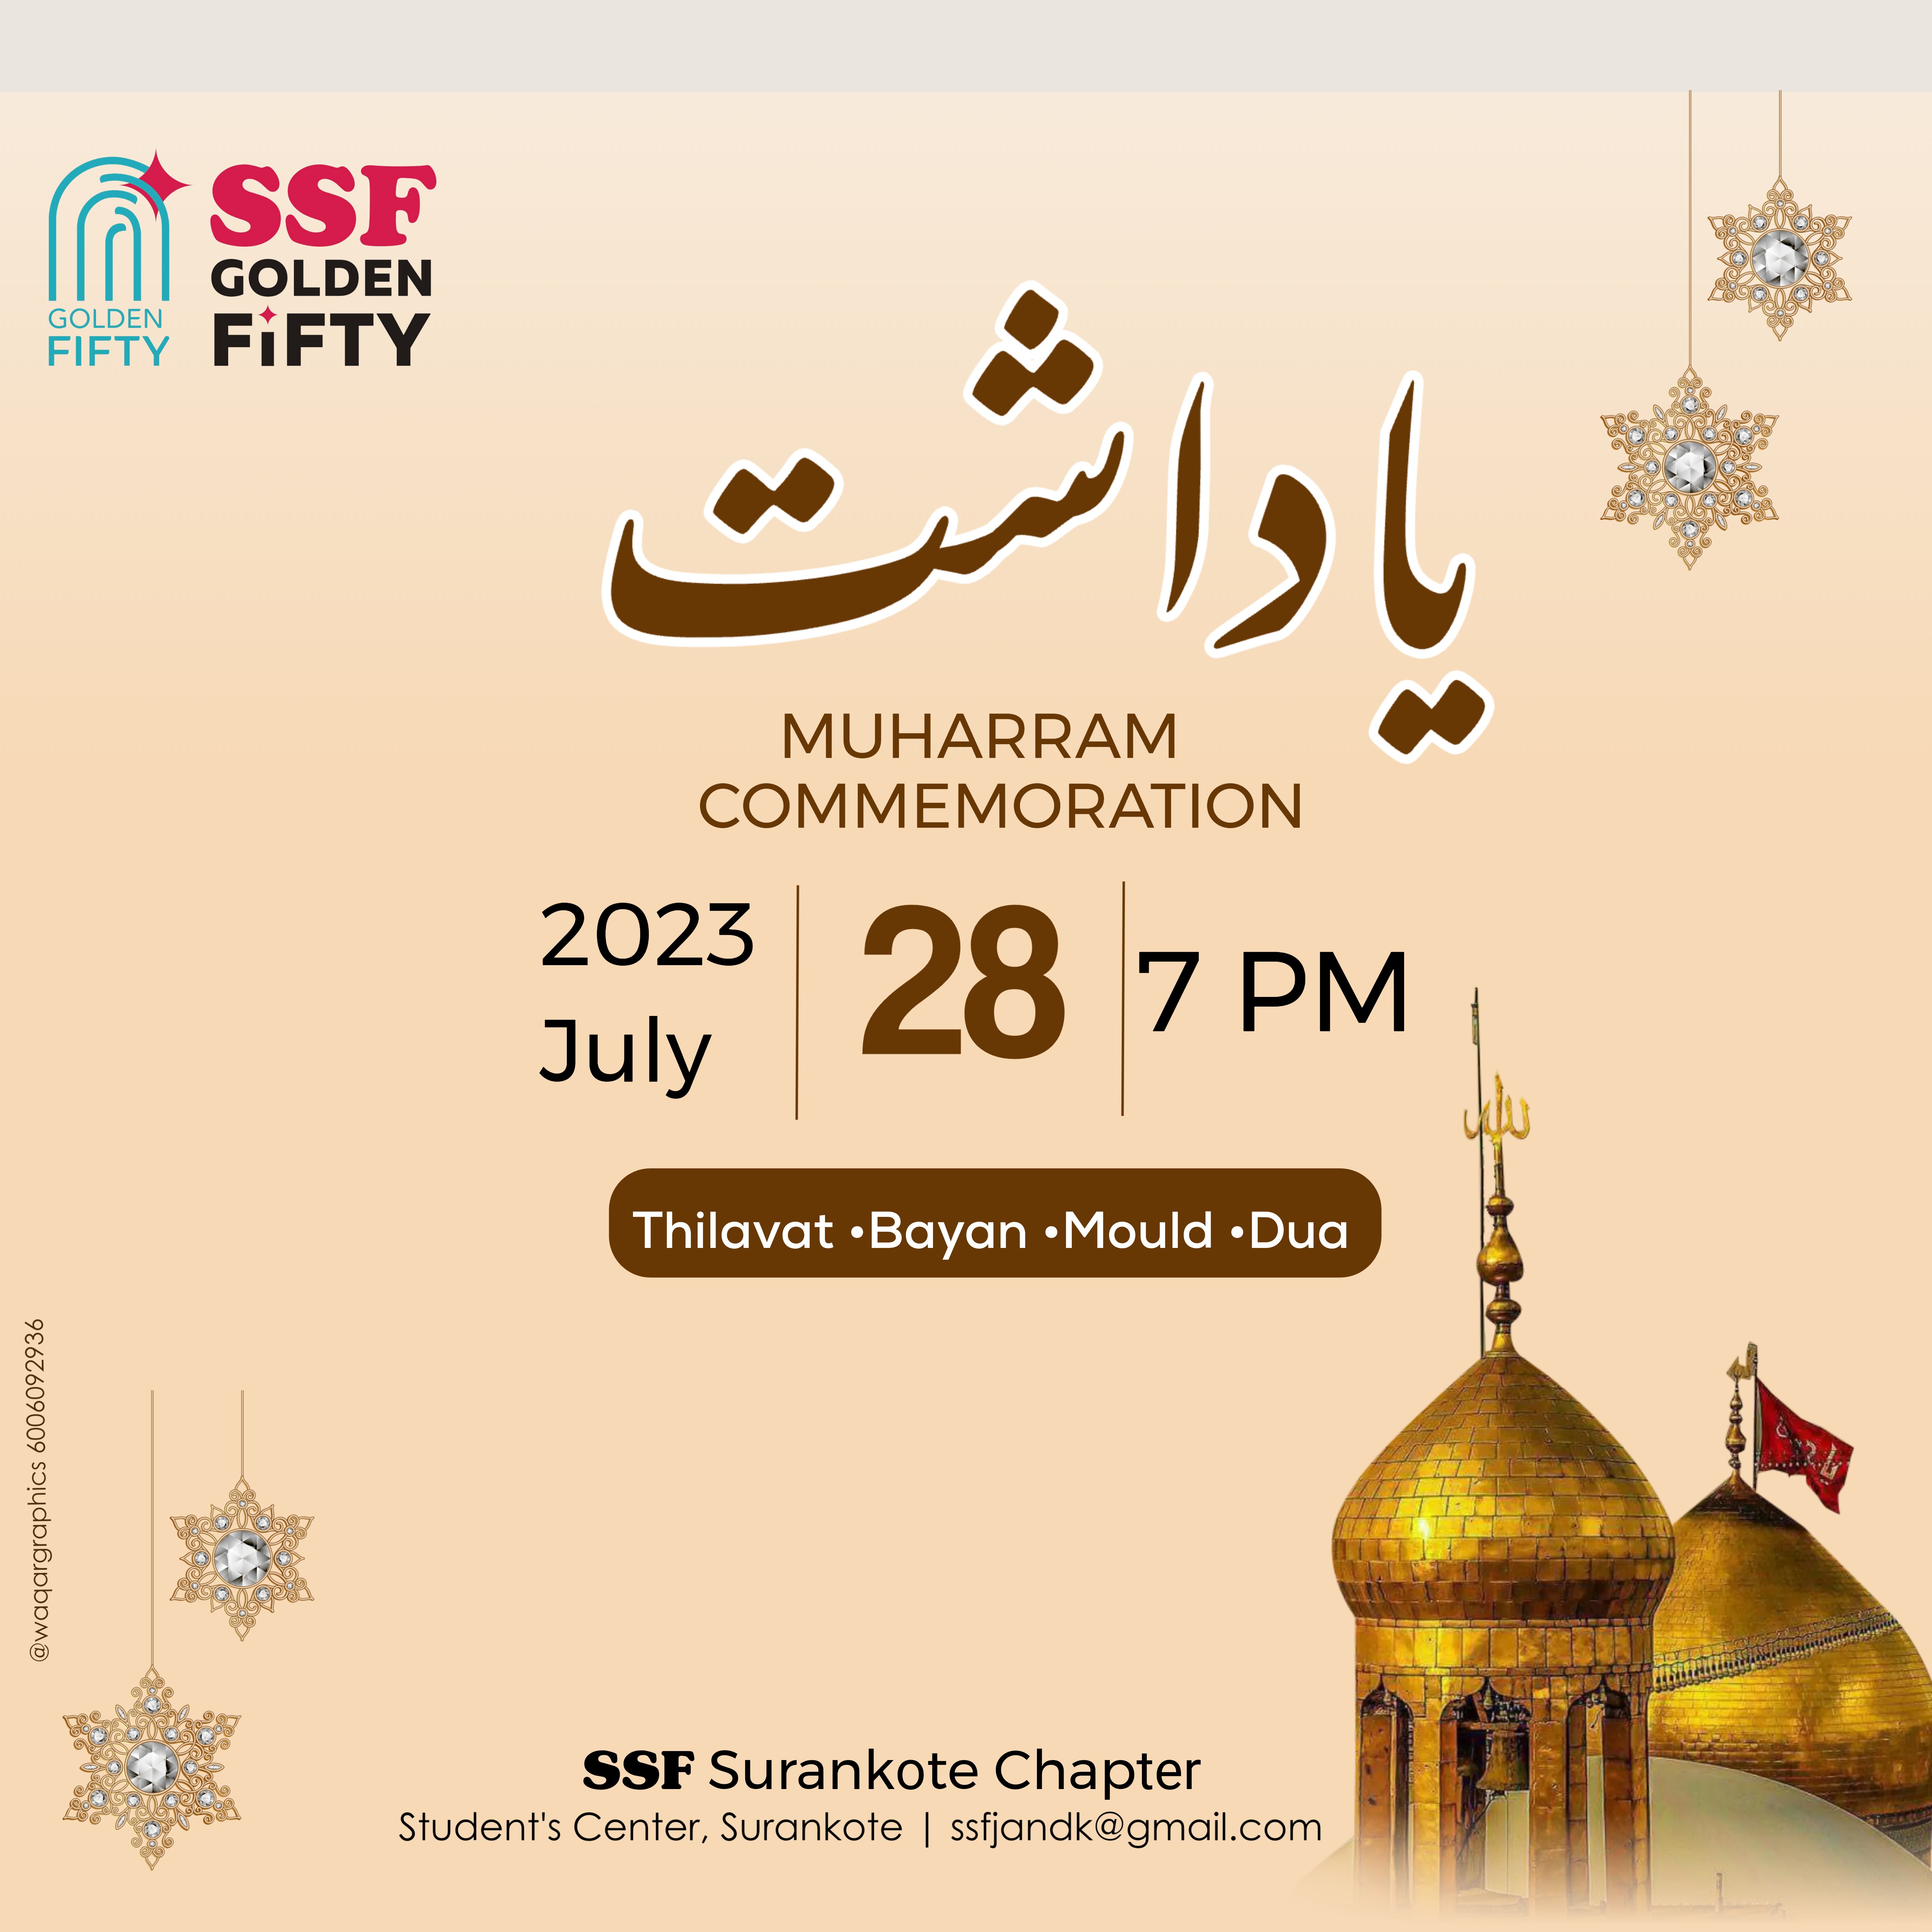 GOLDEN
FIFTY
SSF
GOLDEN
FiFTY
یاداشت
MUHARRAM
COMMEMORATION
2023
July
28
7 PM
Thilavat •Bayan •Mould •Dua
الله
@waqargraphics 6006092936
SSF Surankote Chapter
Student's Center, Surankote | ssfjandk@gmail.com